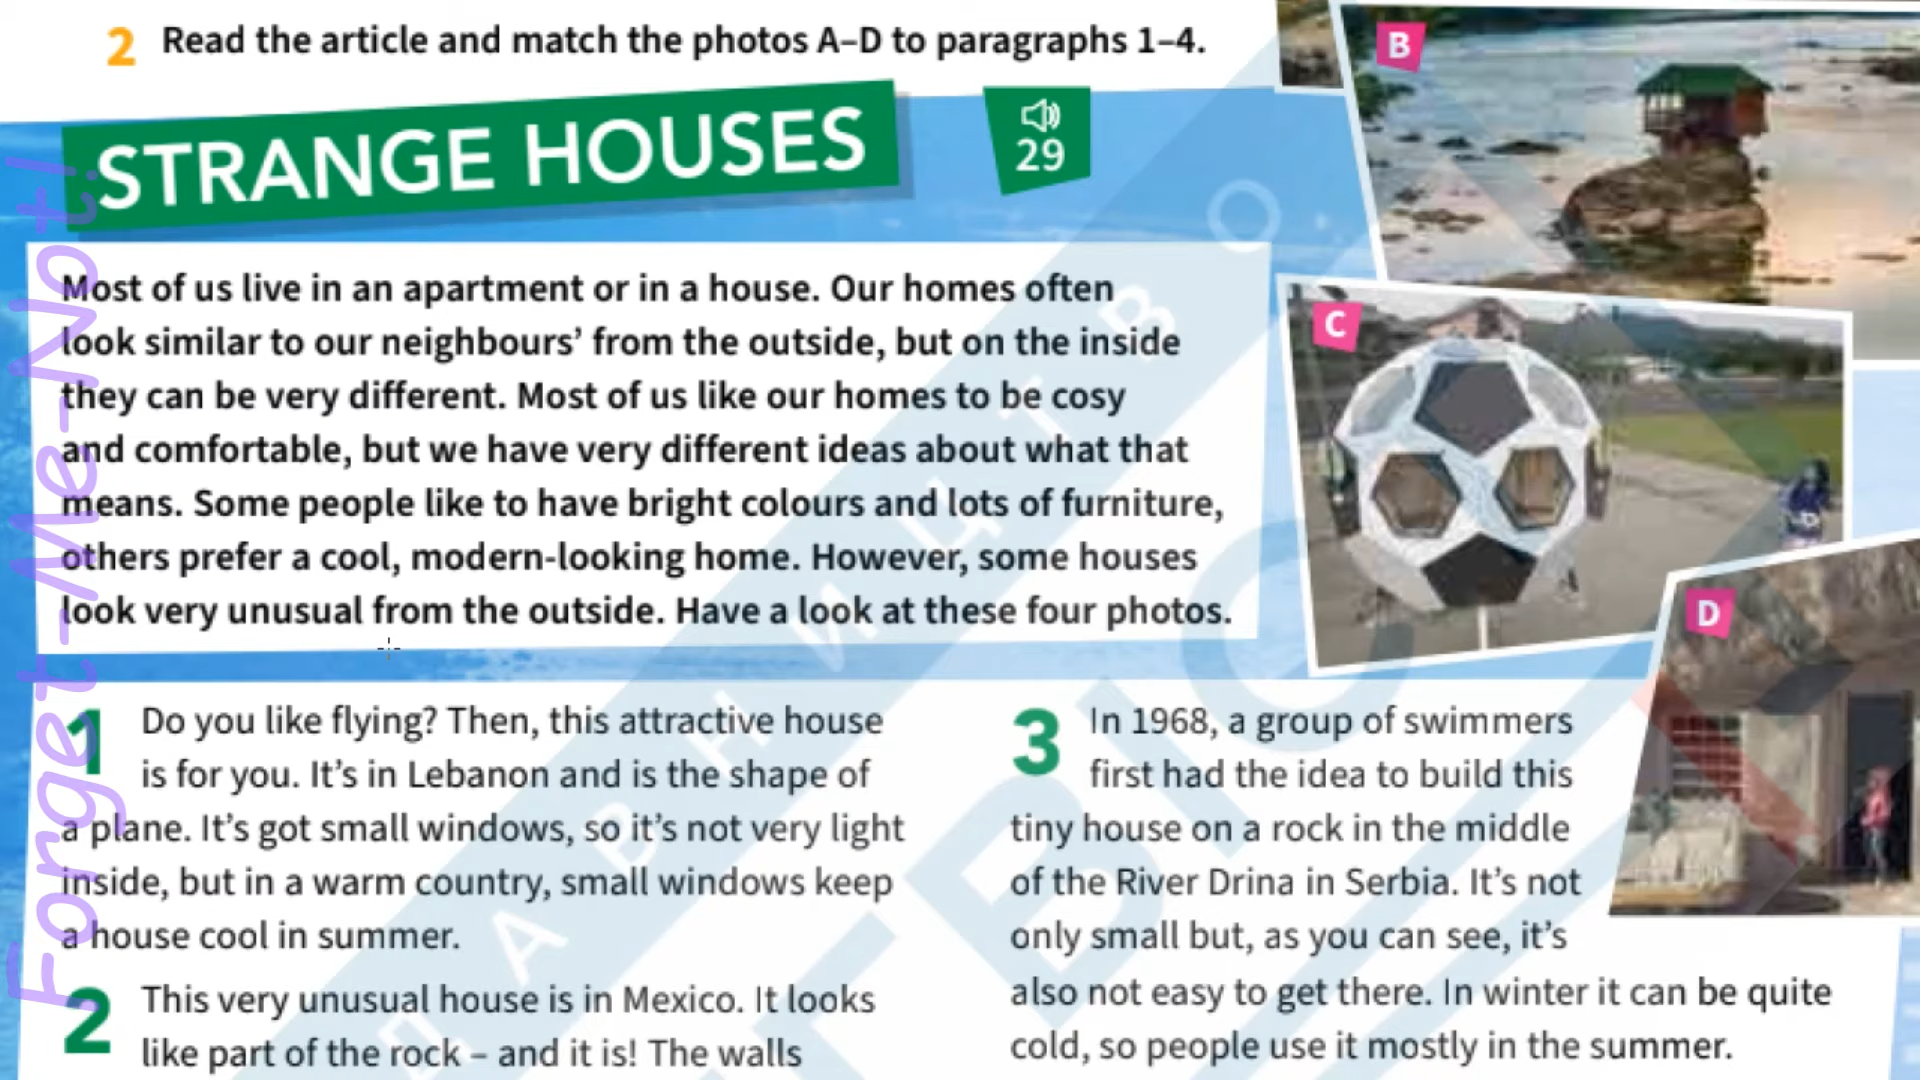 2 Read the article and match the photos A–D to paragraphs 1–4.
STRANGE HOUSES
29
Most of us live in an apartment or in a house. Our homes often
look similar to our neighbours’ from the outside, but on the inside
they can be very different. Most of us like our homes to be cosy
and comfortable, but we have very different ideas about what that
means. Some people like to have bright colours and lots of furniture,
others prefer a cool, modern-looking home. However, some houses
look very unusual from the outside. Have a look at these four photos.
1 Do you like flying? Then, this attractive house
is for you. It’s in Lebanon and is the shape of
a plane. It’s got small windows, so it’s not very light
inside, but in a warm country, small windows keep
a house cool in summer.
2 This very unusual house is in Mexico. It looks
like part of the rock – and it is! The walls
3 In 1968, a group of swimmers
first had the idea to build this
tiny house on a rock in the middle
of the River Drina in Serbia. It’s not
only small but, as you can see, it’s
also not easy to get there. In winter it can be quite
cold, so people use it mostly in the summer.
B
C
D
Forget-Me-Not!